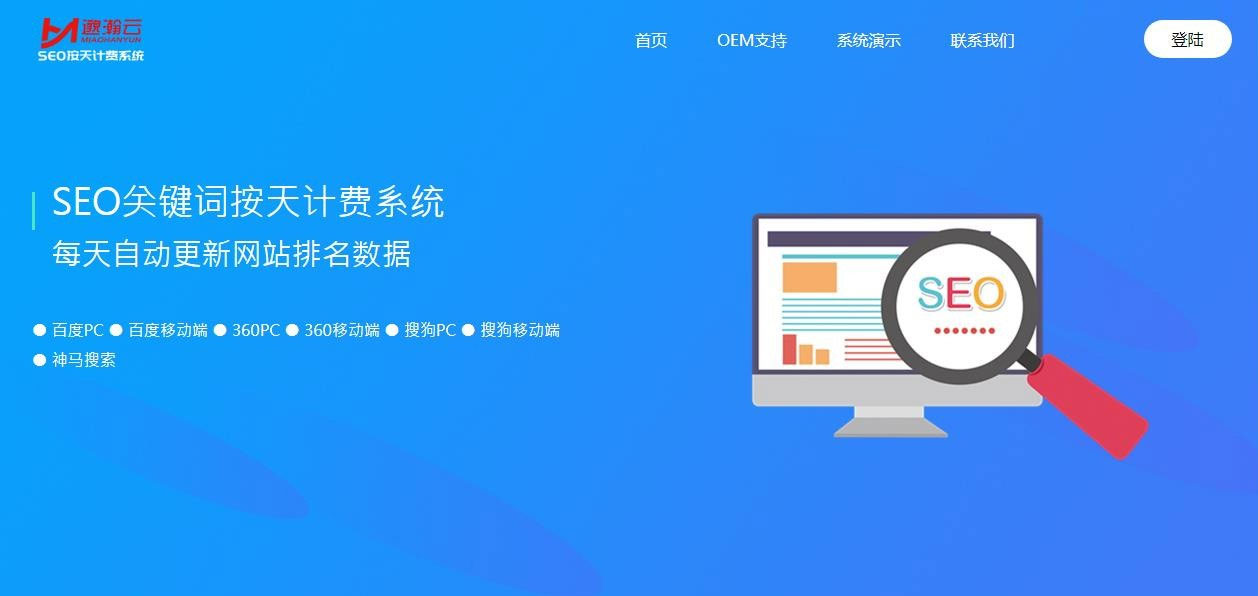 邈瀚云
MIAOHANYUN
SEO按天计费系统
首页
OEM支持
系统演示
联系我们
登陆
SEO关键词按天计费系统
每天自动更新网站排名数据
● 百度PC ● 百度移动端 ● 360PC ● 360移动端 ● 搜狗PC ● 搜狗移动端
● 神马搜索
SEO